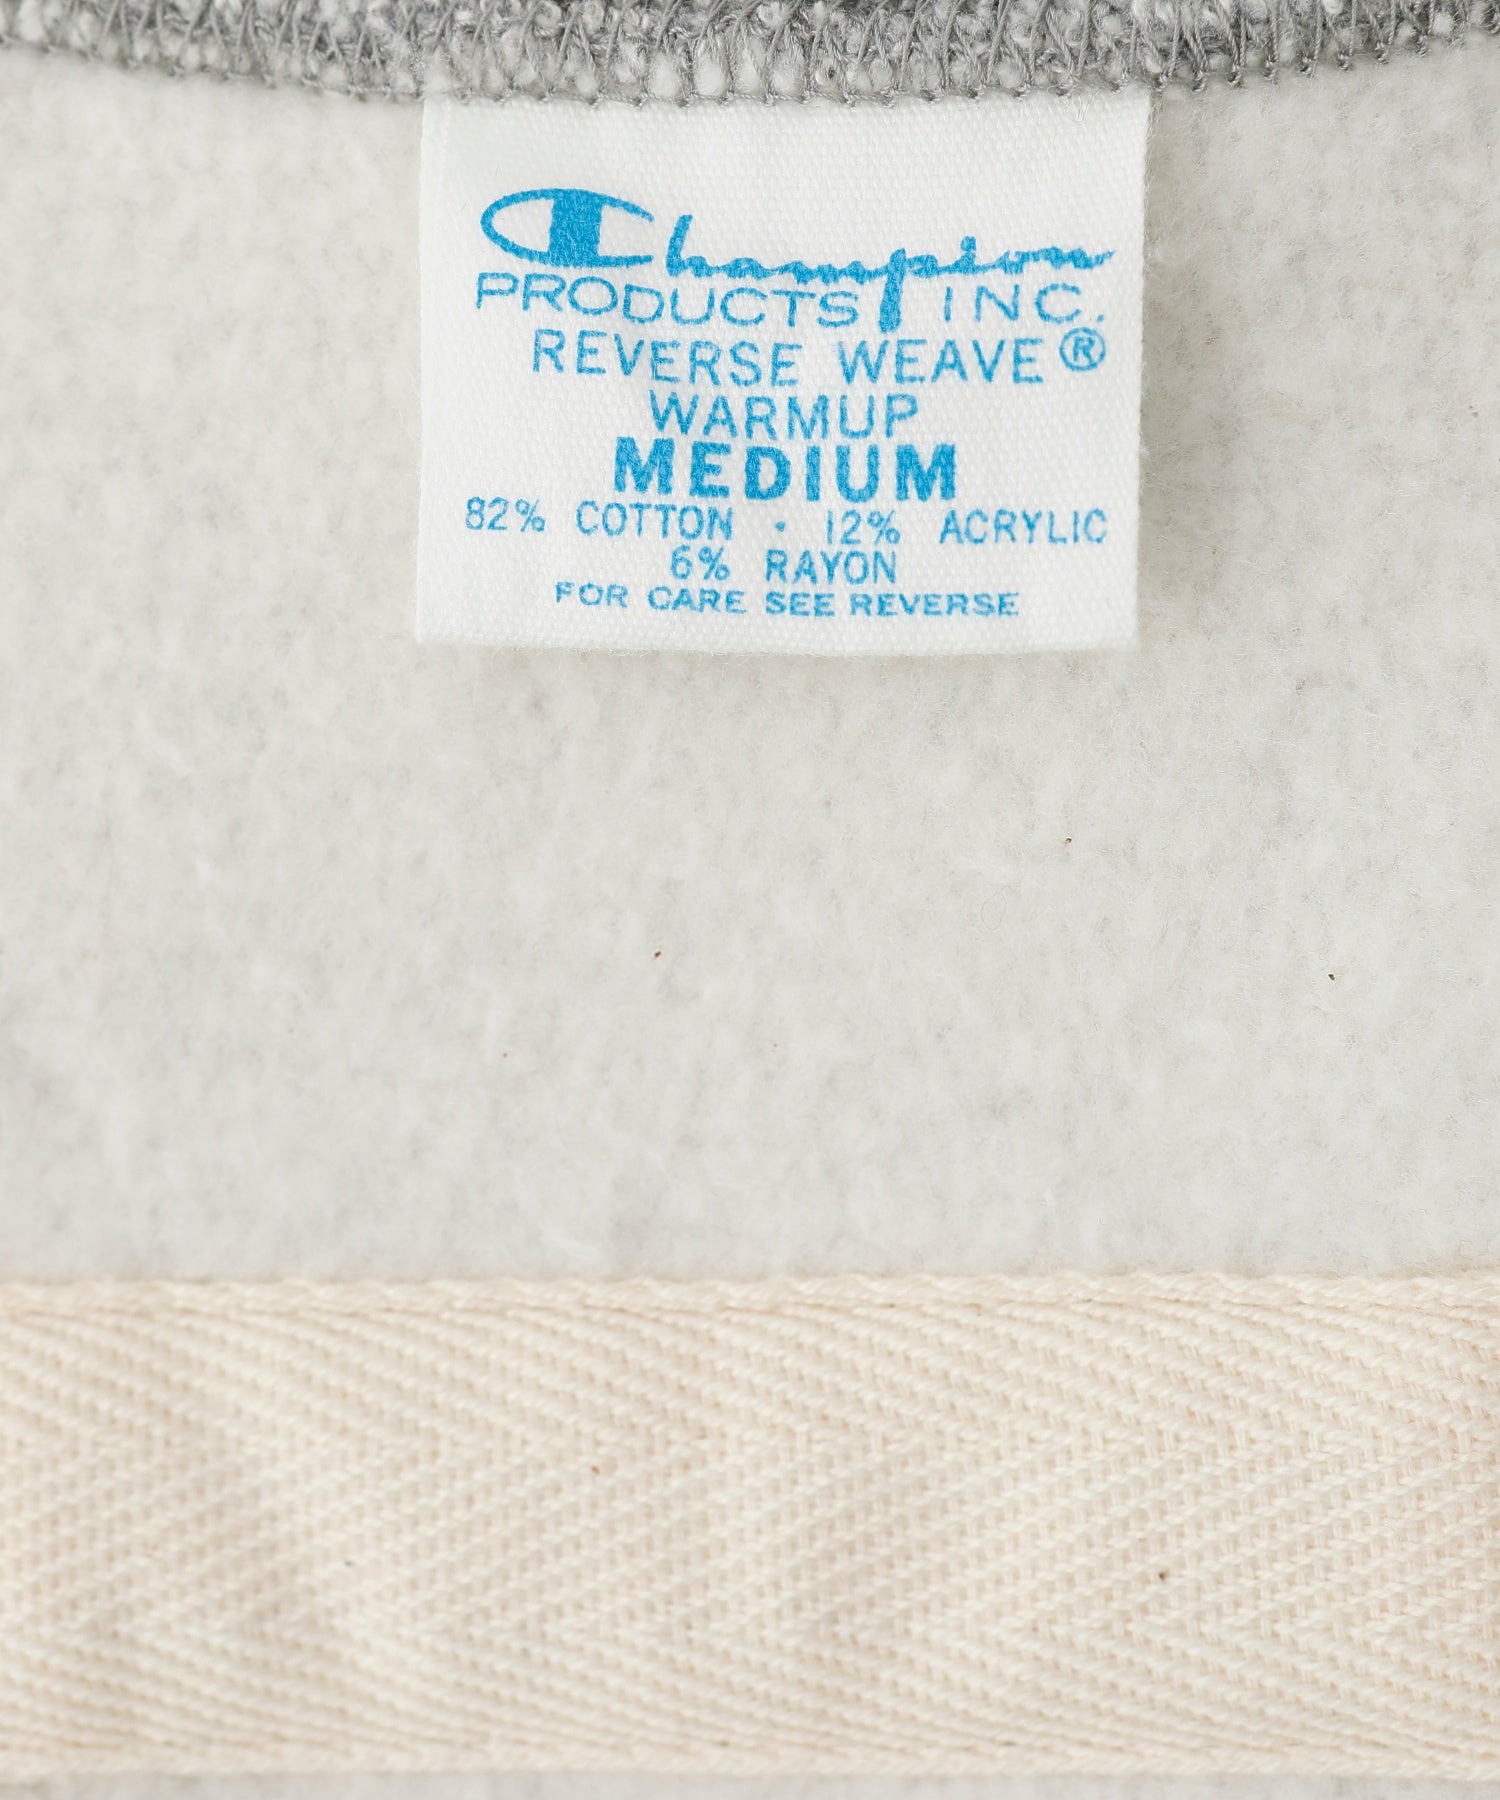 Champion
PRODUCTS INC.
REVERSE WEAVE®
WARMUP
MEDIUM
82% COTTON · 12% ACRYLIC
6% RAYON
FOR CARE SEE REVERSE